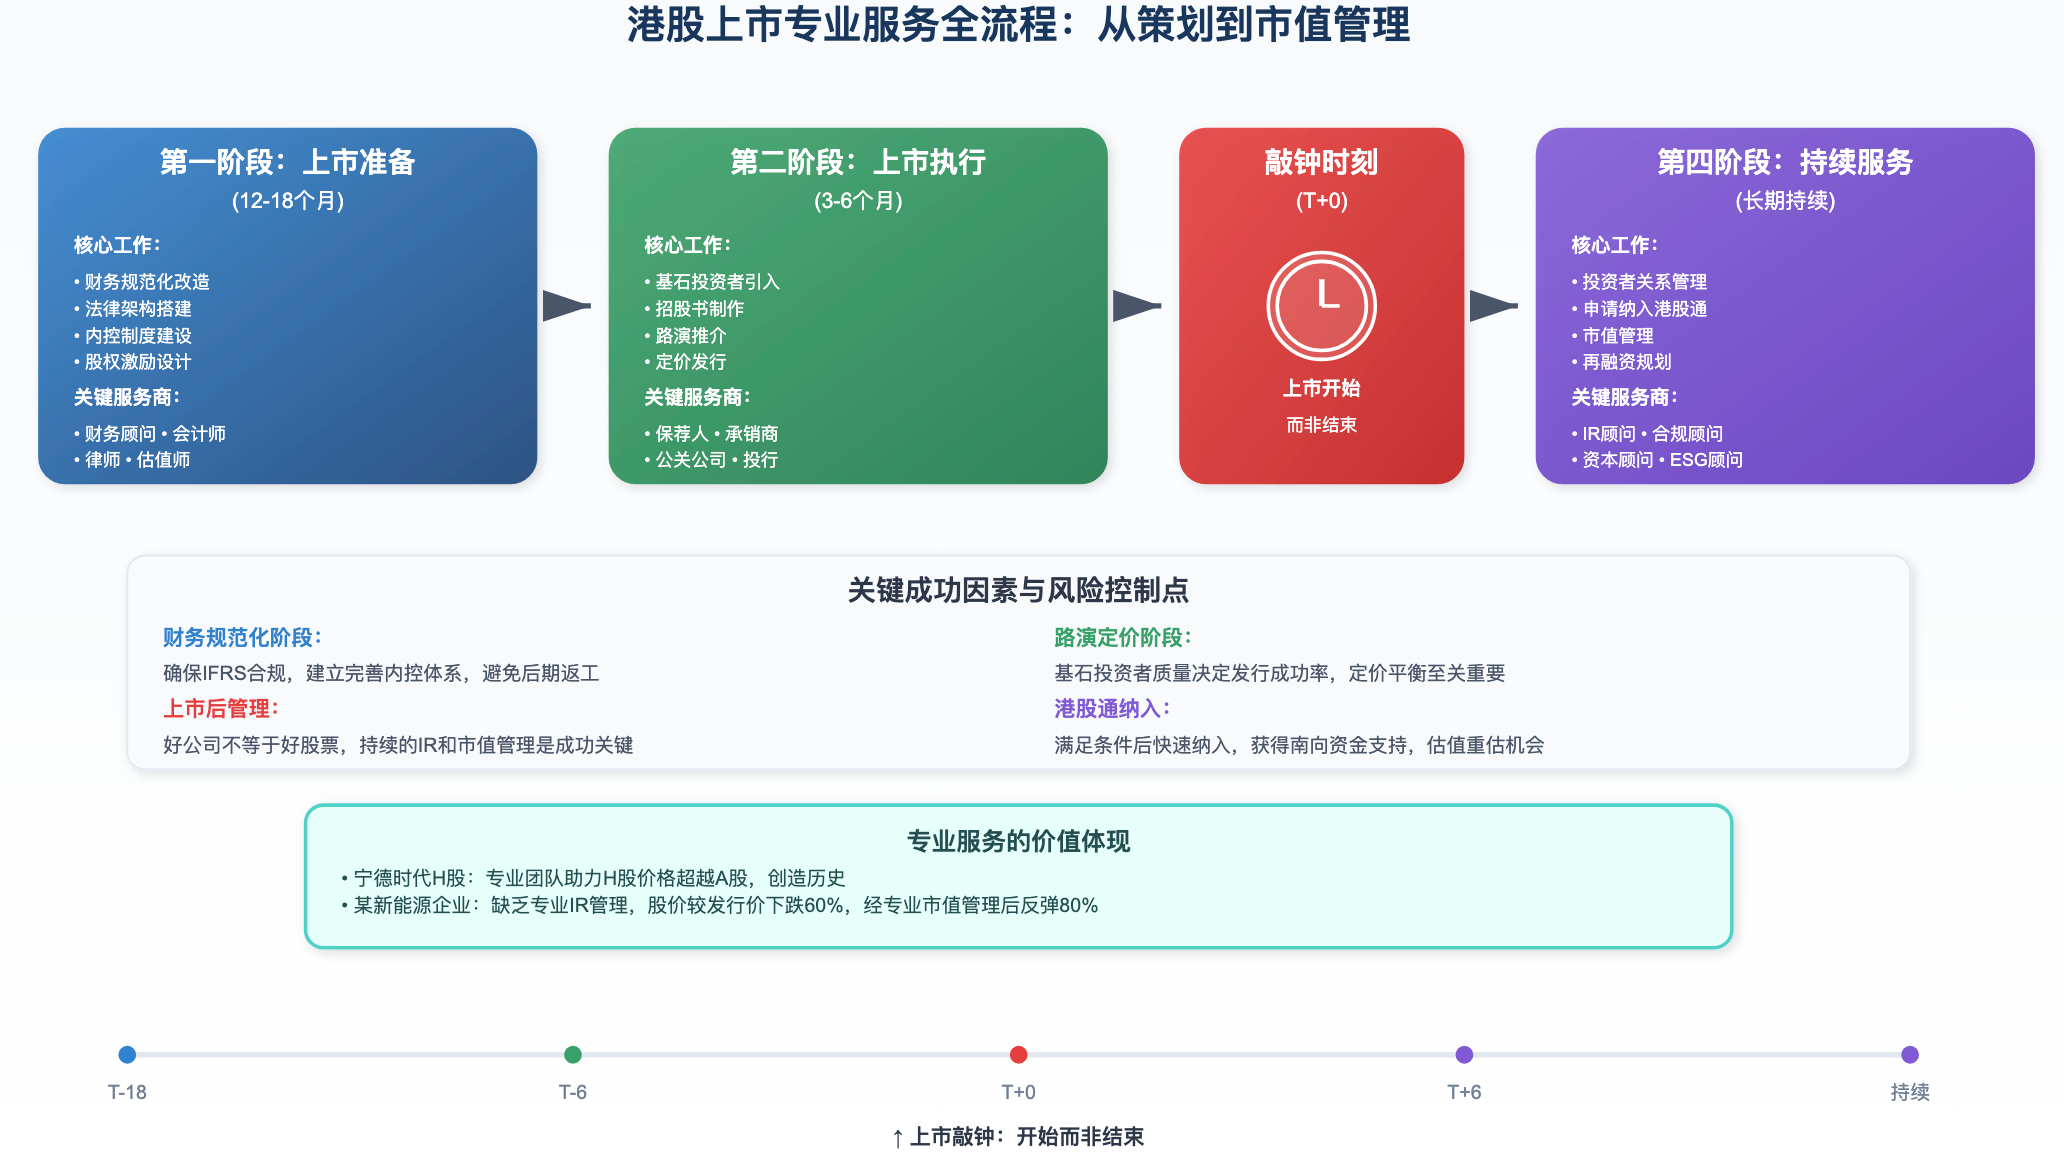 港股上市专业服务全流程：从策划到市值管理
第一阶段：上市准备
(12-18个月)
核心工作：
• 财务规范化改造
• 法律架构搭建
• 内控制度建设
• 股权激励设计
关键服务商：
• 财务顾问 • 会计师
• 律师 • 估值师
第二阶段：上市执行
(3-6个月)
核心工作：
• 基石投资者引入
• 招股书制作
• 路演推介
• 定价发行
关键服务商：
• 保荐人 • 承销商
• 公关公司 • 投行
敲钟时刻
(T+0)
上市开始
而非结束
第四阶段：持续服务
(长期持续)
核心工作：
• 投资者关系管理
• 申请纳入港股通
• 市值管理
• 再融资规划
关键服务商：
• IR顾问 • 合规顾问
• 资本顾问 • ESG顾问
关键成功因素与风险控制点
财务规范化阶段：
确保IFRS合规，建立完善内控体系，避免后期返工
路演定价阶段：
基石投资者质量决定发行成功率，定价平衡至关重要
上市后管理：
好公司不等于好股票，持续的IR和市值管理是成功关键
港股通纳入：
满足条件后快速纳入，获得南向资金支持，估值重估机会
专业服务的价值体现
• 宁德时代H股：专业团队助力H股价格超越A股，创造历史
• 某新能源企业：缺乏专业IR管理，股价较发行价下跌60%，经专业市值管理后反弹80%
T-18
T-6
T+0
T+6
持续
↑ 上市敲钟：开始而非结束